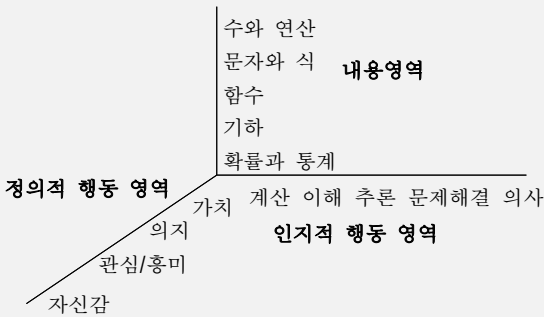 수와 연산
문자와 식
내용영역
함수
기하
확률과 통계
정의적 행동 영역
가치
계산 이해 추론 문제해결 의사
의지
인지적 행동 영역
관심/흥미
자신감